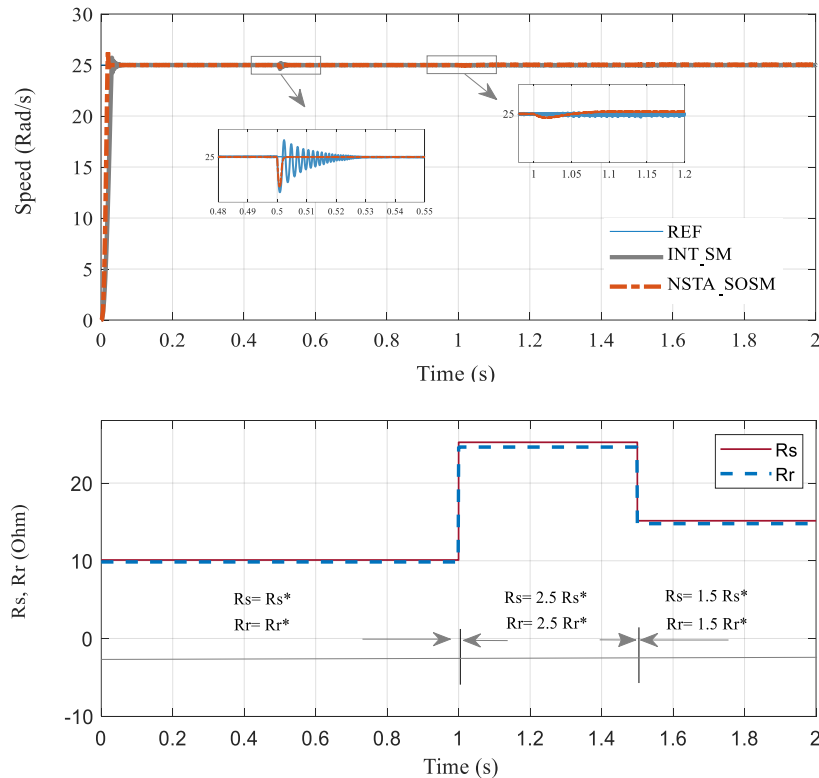 30
25
20
15
10
5
0
Speed (Rad/s)
25
0.48 0.49 0.5 0.51 0.52 0.53 0.54 0.55
25
1 1.05 1.1 1.15 1.2
REF
INT_SM
NSTA_SOSM
0 0.2 0.4 0.6 0.8 1 1.2 1.4 1.6 1.8 2
Time (s)
20
10
0
-10
Rs, Rr (Ohm)
Rs
Rr
Rs= Rs*
Rr= Rr*
Rs= 2.5 Rs*
Rr= 2.5 Rr*
Rs= 1.5 Rs*
Rr= 1.5 Rr*
0 0.2 0.4 0.6 0.8 1 1.2 1.4 1.6 1.8 2
Time (s)